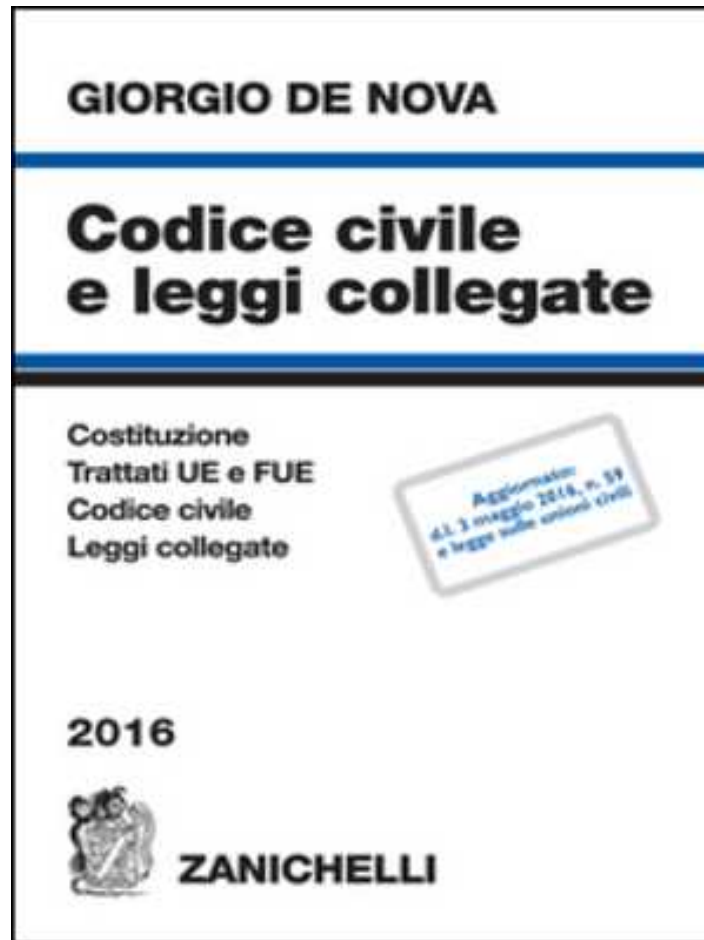 GIORGIO DE NOVA
Codice civile
e leggi collegate
Costituzione
Trattati UE e FUE
Codice civile
Leggi collegate
Aggiornato:
d.l. 3 maggio 2016, n. 59
e legge sulle unioni civili
2016
ZANICHELLI